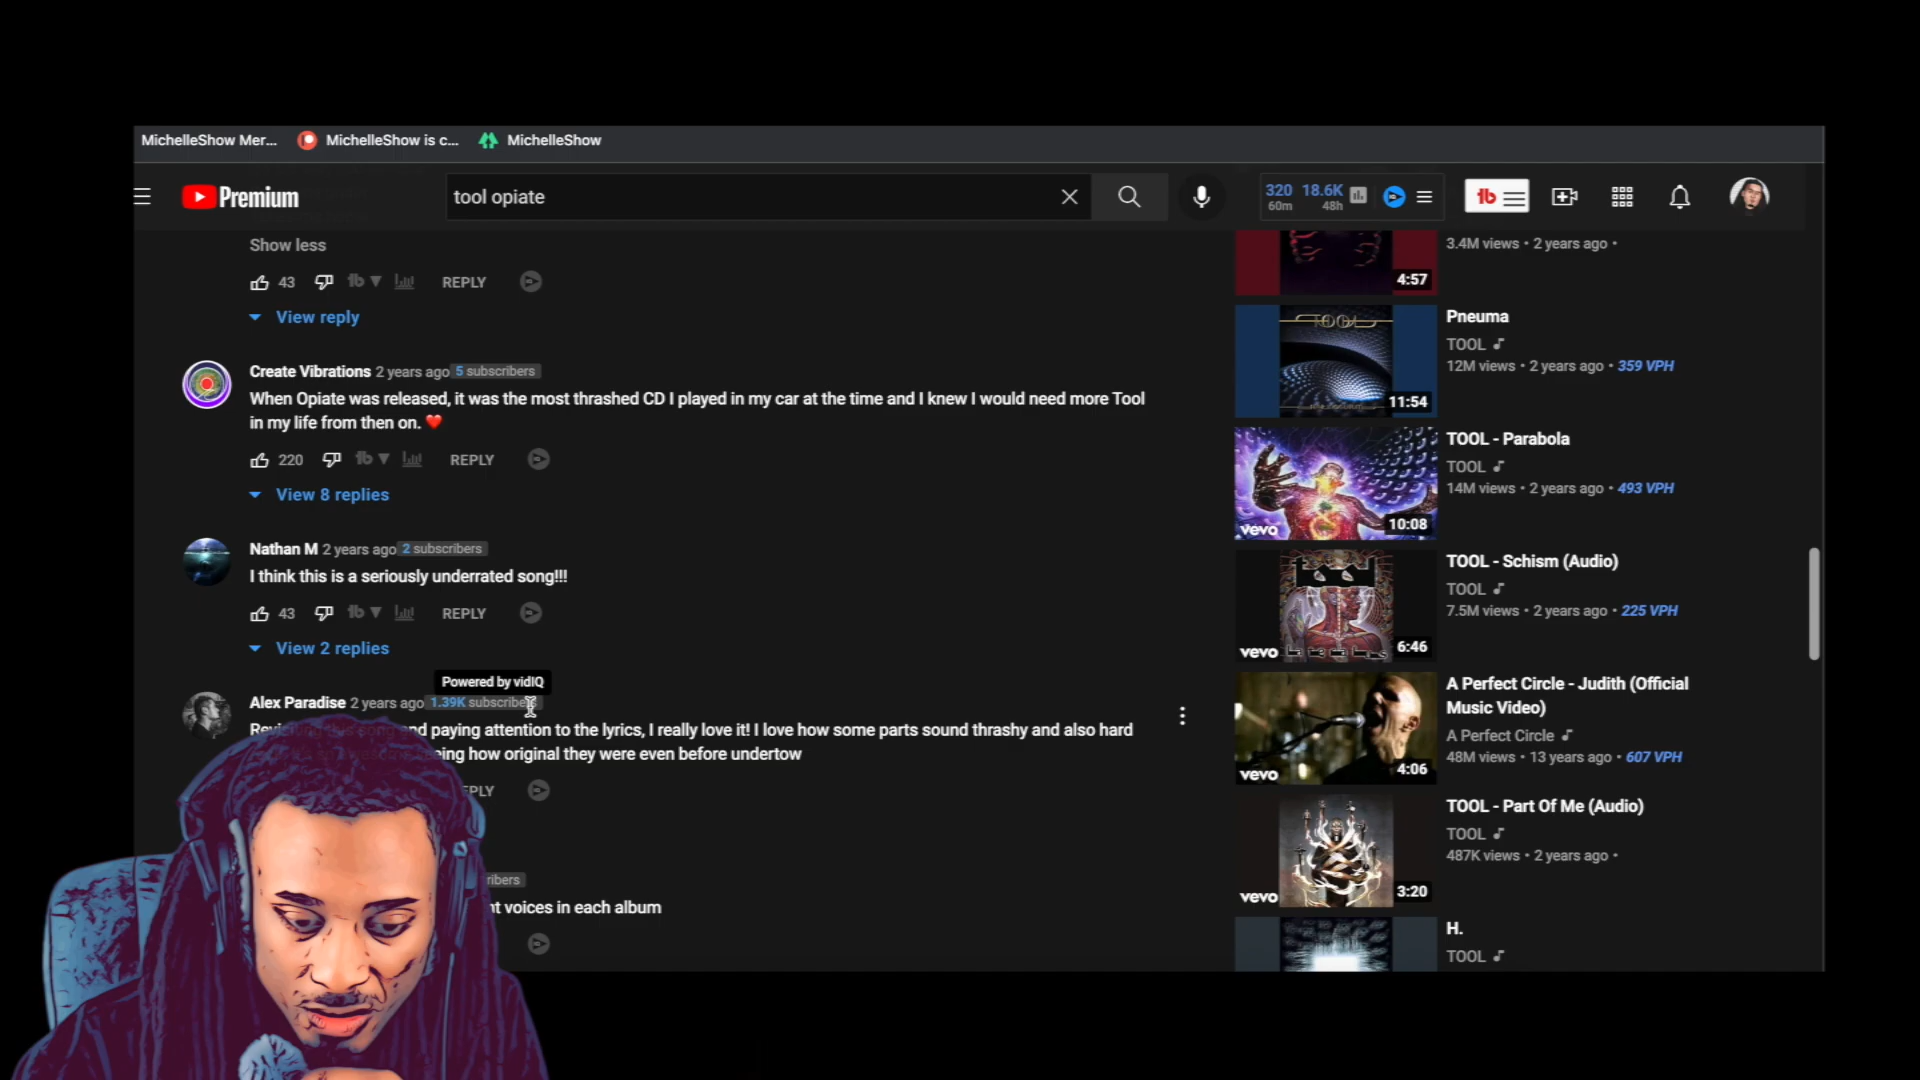 MichelleShow Mer... MichelleShow is c... MichelleShow
Premium
tool opiate
320 18.6K
60m 48h
Show less
43 REPLY
View reply
Create Vibrations 2 years ago 5 subscribers
When Opiate was released, it was the most thrashed CD I played in my car at the time and I knew I would need more Tool
in my life from then on. ❤️
220 REPLY
View 8 replies
Nathan M 2 years ago 2 subscribers
I think this is a seriously underrated song!!!
43 REPLY
View 2 replies
Powered by vidIQ
Alex Paradise 2 years ago 1.39K
and paying attention to the lyrics, I really love it! I love how some parts sound thrashy and also hard
how original they were even before undertow
voices in each album
3.4M views • 2 years ago •
4:57
TOOL
11:54
Pneuma
TOOL
12M views • 2 years ago • 359 VPH
vevo
10:08
TOOL - Parabola
TOOL
14M views • 2 years ago • 493 VPH
vevo
6:46
TOOL - Schism (Audio)
TOOL
7.5M views • 2 years ago • 225 VPH
vevo
4:06
A Perfect Circle - Judith (Official
Music Video)
A Perfect Circle
48M views • 13 years ago • 607 VPH
vevo
3:20
TOOL - Part Of Me (Audio)
TOOL
487K views • 2 years ago •
H.
TOOL